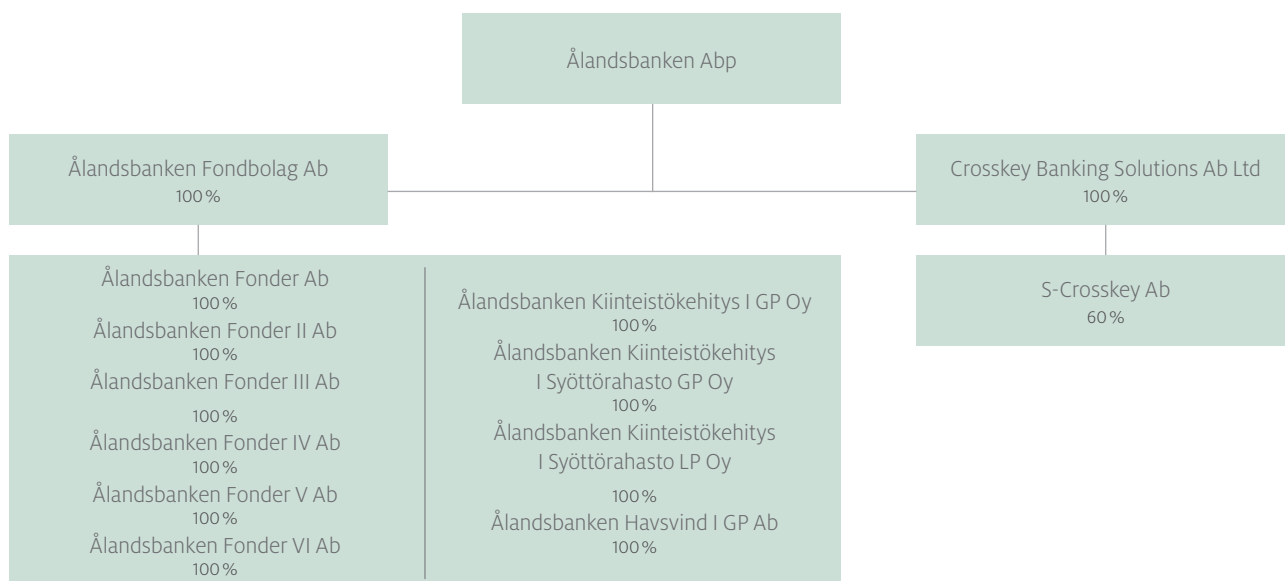 Ålandsbanken Abp
Ålandsbanken Fondbolag Ab
100 %
Crosskey Banking Solutions Ab Ltd
100 %
Ålandsbanken Fonder Ab
100 %
Ålandsbanken Fonder II Ab
100 %
Ålandsbanken Fonder III Ab
100 %
Ålandsbanken Fonder IV Ab
100 %
Ålandsbanken Fonder V Ab
100 %
Ålandsbanken Fonder VI Ab
100 %
Ålandsbanken Kiinteistökehitys I GP Oy
100 %
Ålandsbanken Kiinteistökehitys
I Syöttörahasto GP Oy
100 %
Ålandsbanken Kiinteistökehitys
I Syöttörahasto LP Oy
100 %
Ålandsbanken Havsvind I GP Ab
100 %
S-Crosskey Ab
60 %